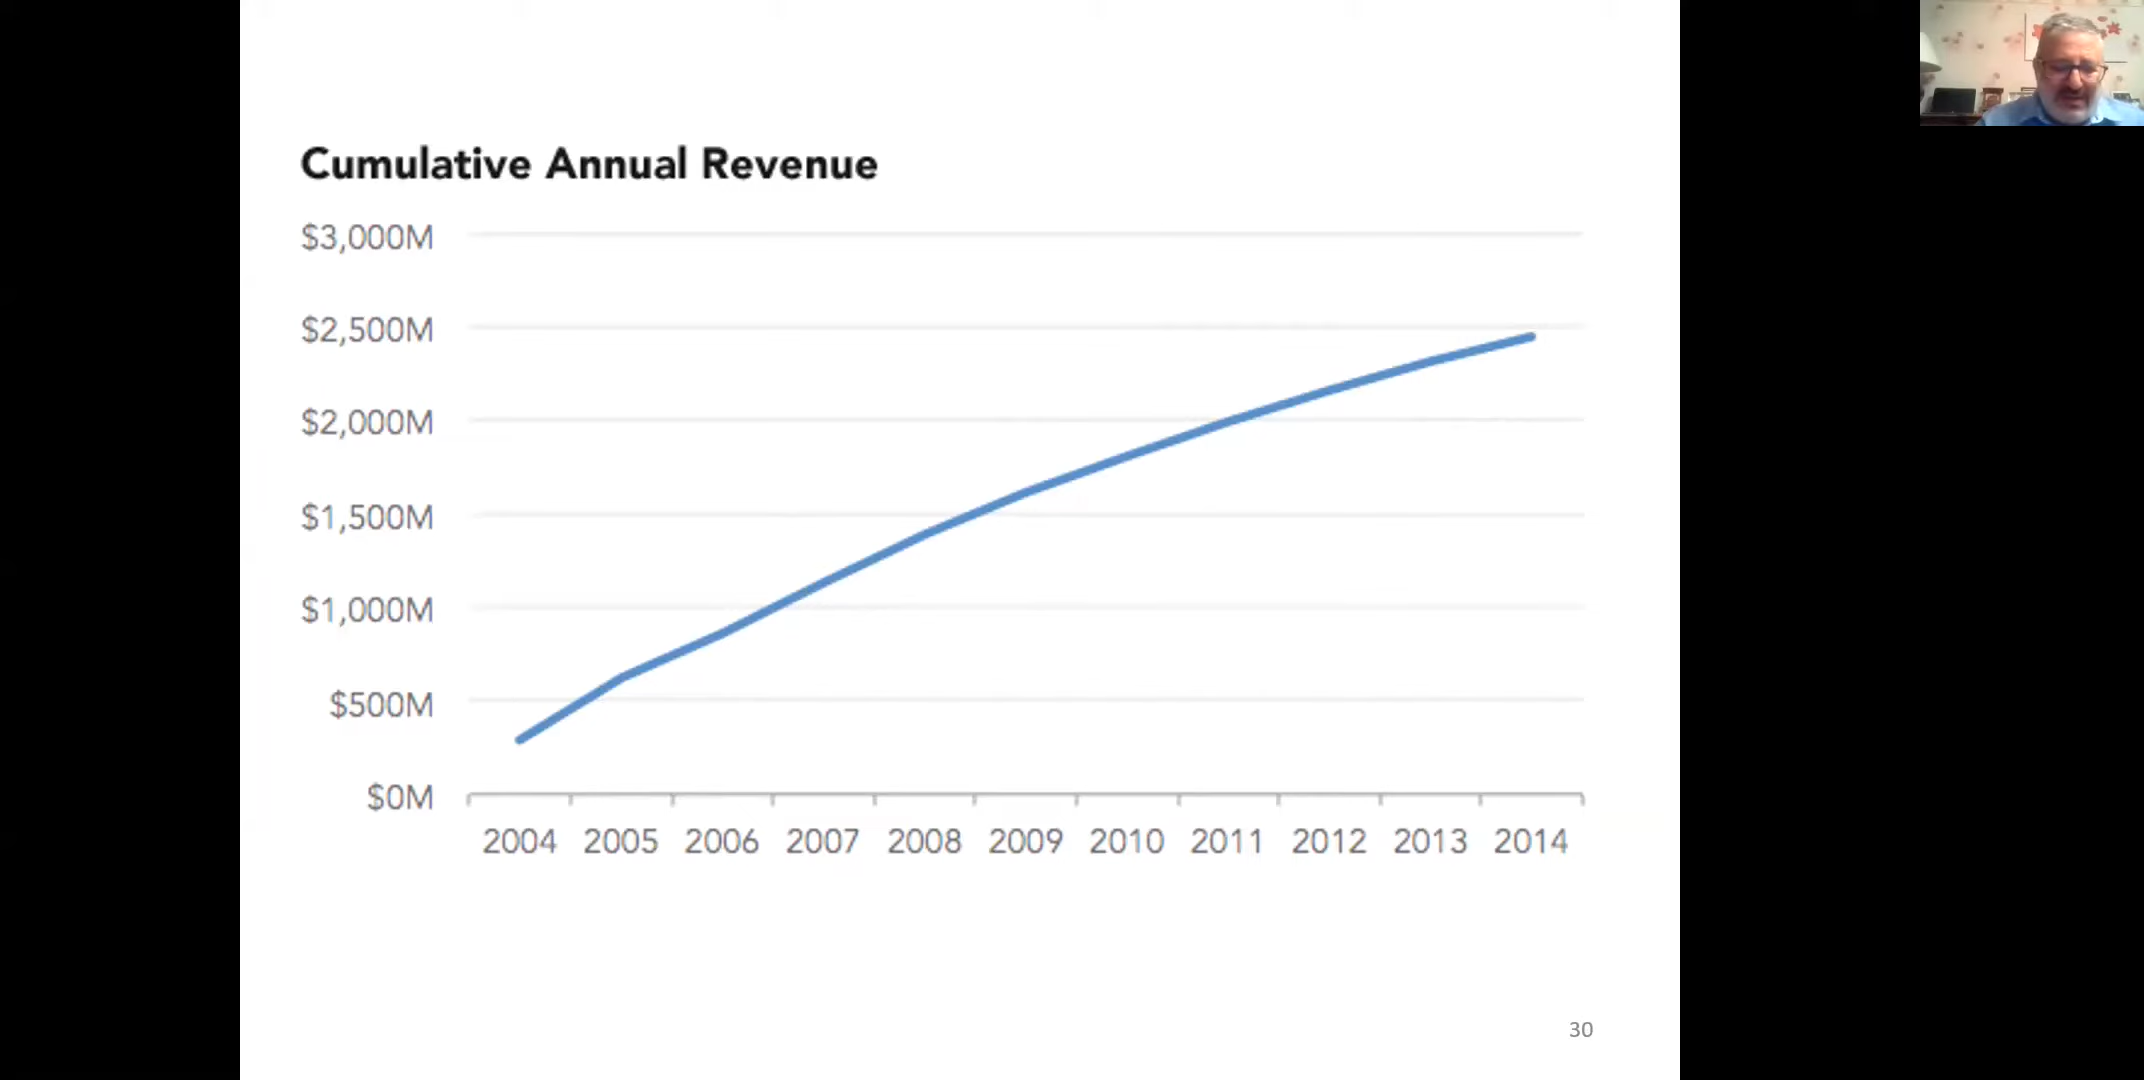 Cumulative Annual Revenue
$3,000M
$2,500M
$2,000M
$1,500M
$1,000M
$500M
$0M
2004 2005 2006 2007 2008 2009 2010 2011 2012 2013 2014
30